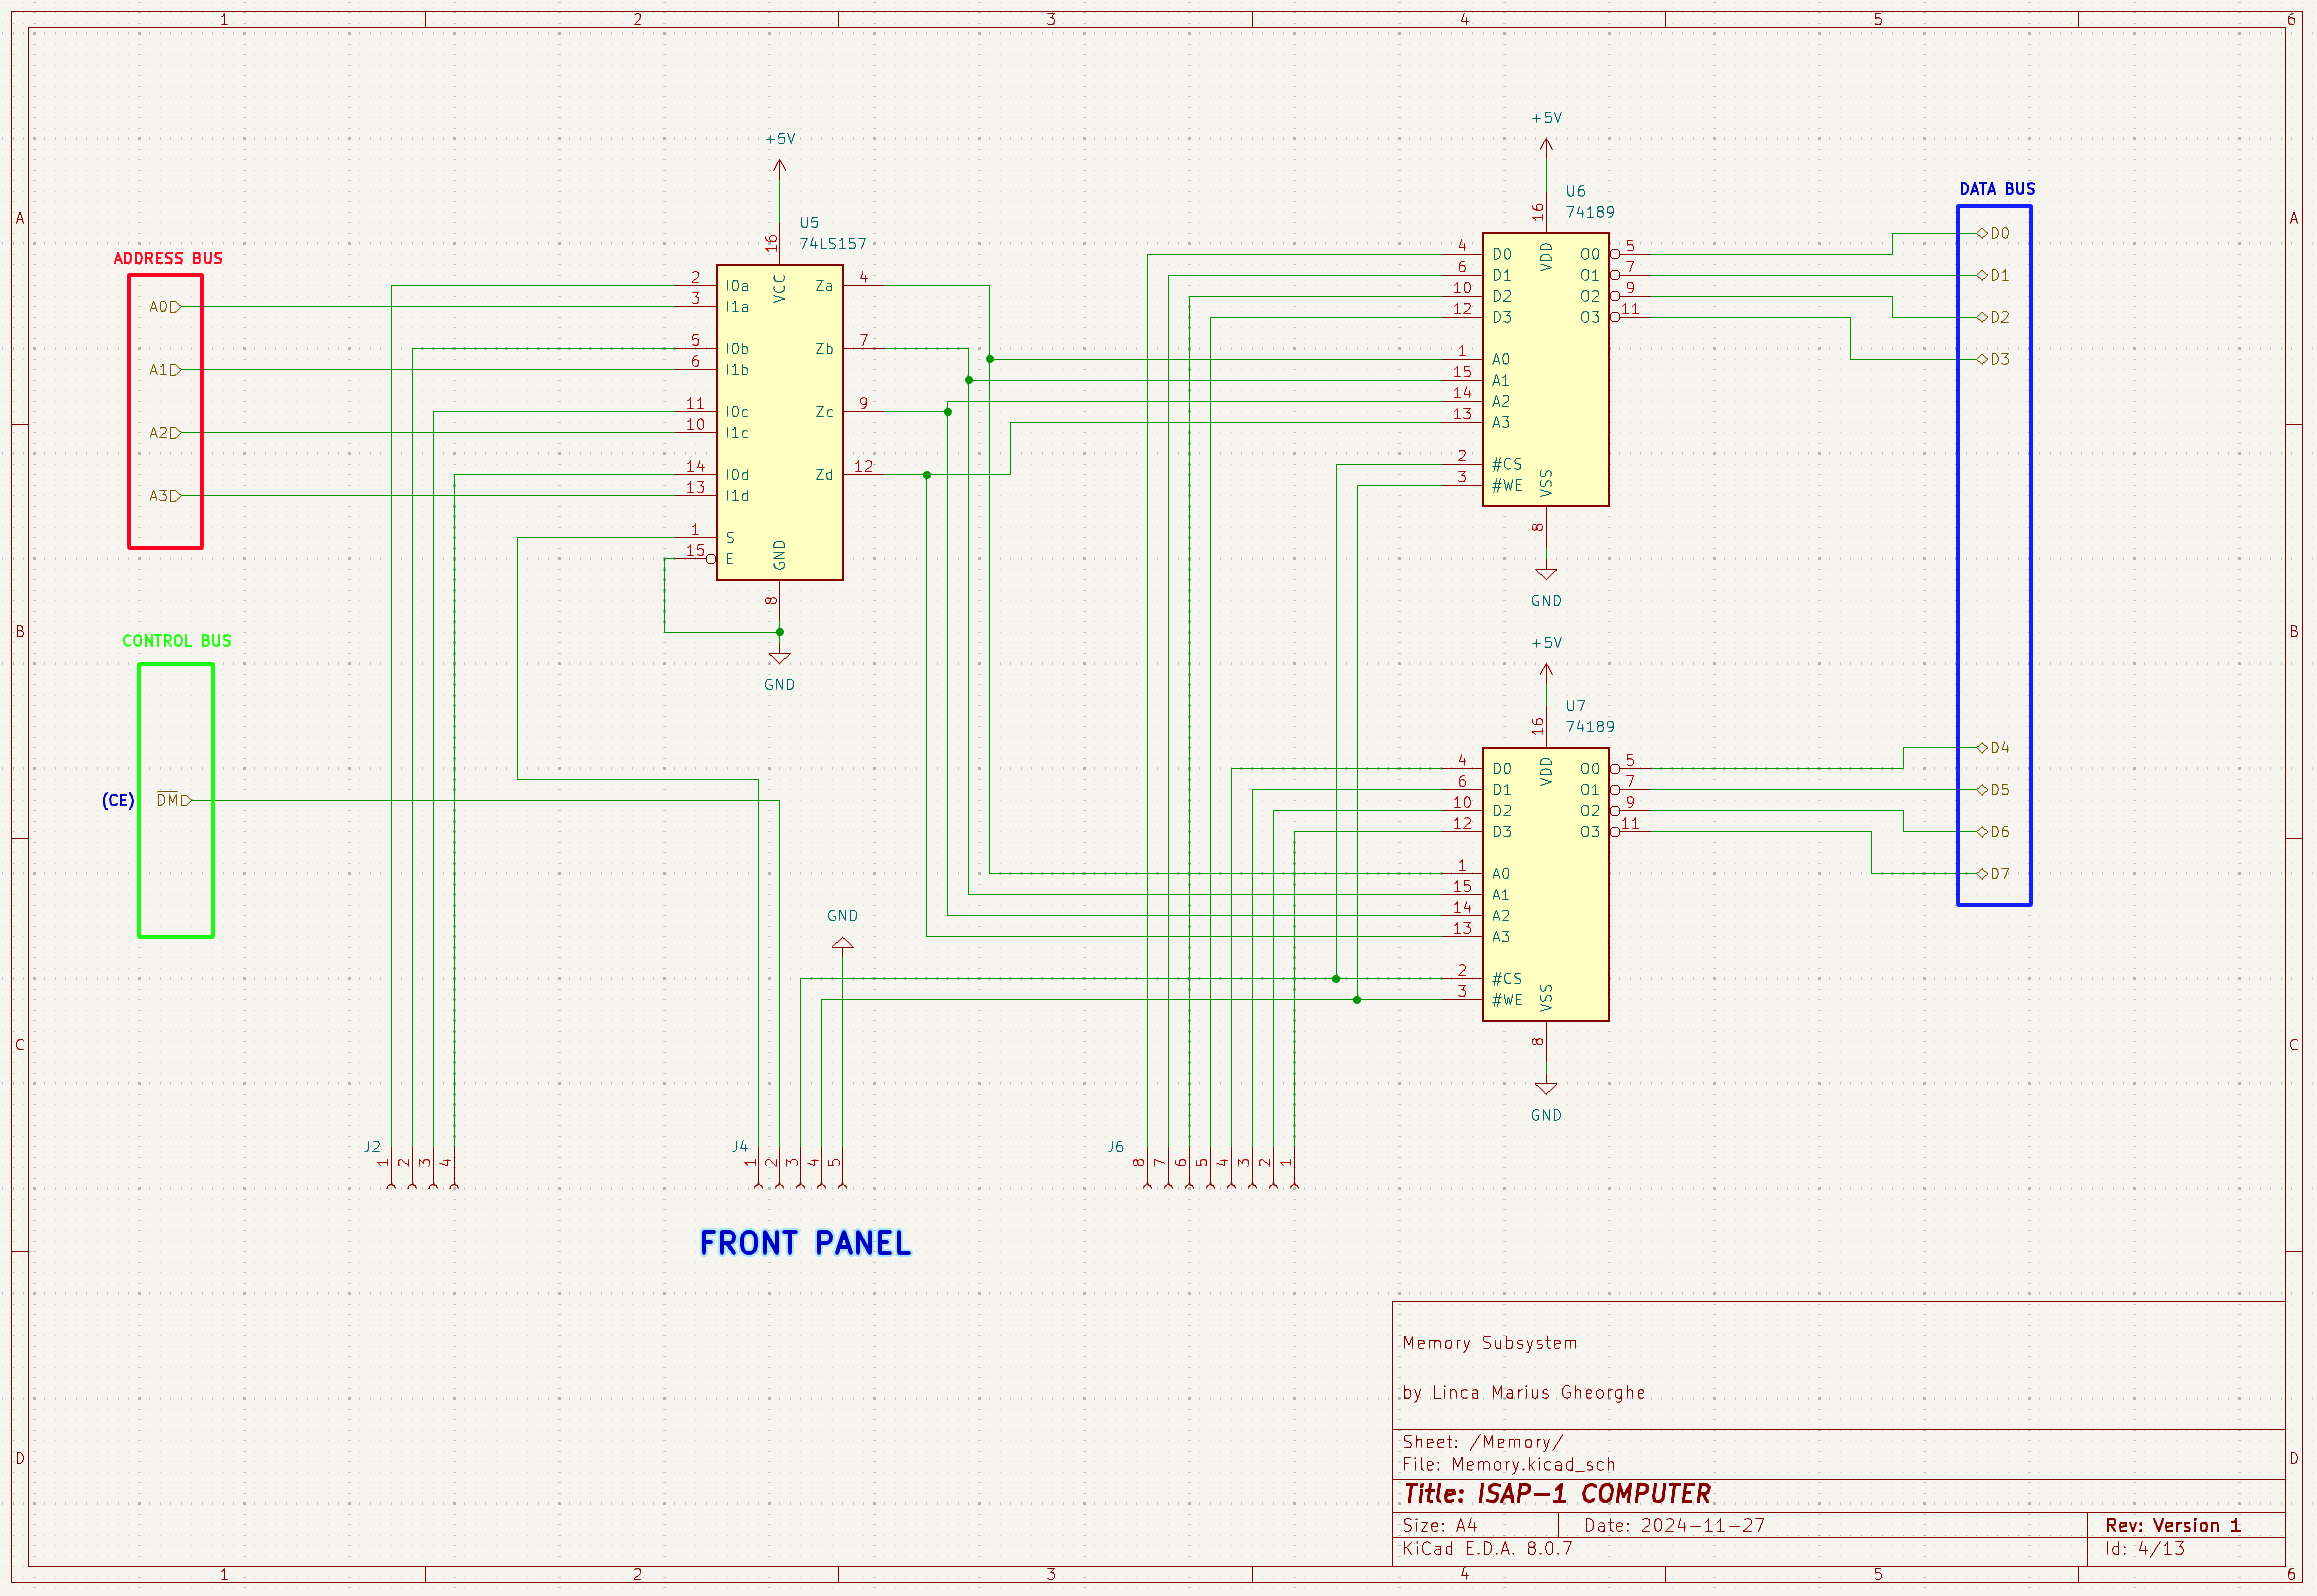 1 2 3 4 5 6
A A
B B
C C
D D
ADDRESS BUS
A0
A1
A2
A3
CONTROL BUS
(CE) DM
+5V
16
U5
74LS157
VCC
2 I0a Za 4
3 I1a
5 I0b Zb 7
6 I1b
11 I0c Zc 9
10 I1c
14 I0d Zd 12
13 I1d
1 S
15 E
GND
8
GND
+5V
16
U6
74189
VDD
4 D0 O0 5
6 D1 O1 7
10 D2 O2 9
12 D3 O3 11
1 A0
15 A1
14 A2
13 A3
2 #CS
3 #WE
VSS
8
GND
+5V
16
U7
74189
VDD
4 D0 O0 5
6 D1 O1 7
10 D2 O2 9
12 D3 O3 11
1 A0
15 A1
14 A2
13 A3
2 #CS
3 #WE
VSS
8
GND
DATA BUS
D0
D1
D2
D3
D4
D5
D6
D7
GND
J2 1 2 3 4
J4 1 2 3 4 5
J6 8 7 6 5 4 3 2 1
FRONT PANEL
Memory Subsystem
by Linca Marius Gheorghe
Sheet: /Memory/
File: Memory.kicad_sch
Title: ISAP-1 COMPUTER
Size: A4 Date: 2024-11-27 Rev: Version 1
KiCad E.D.A. 8.0.7 Id: 4/13
1 2 3 4 5 6